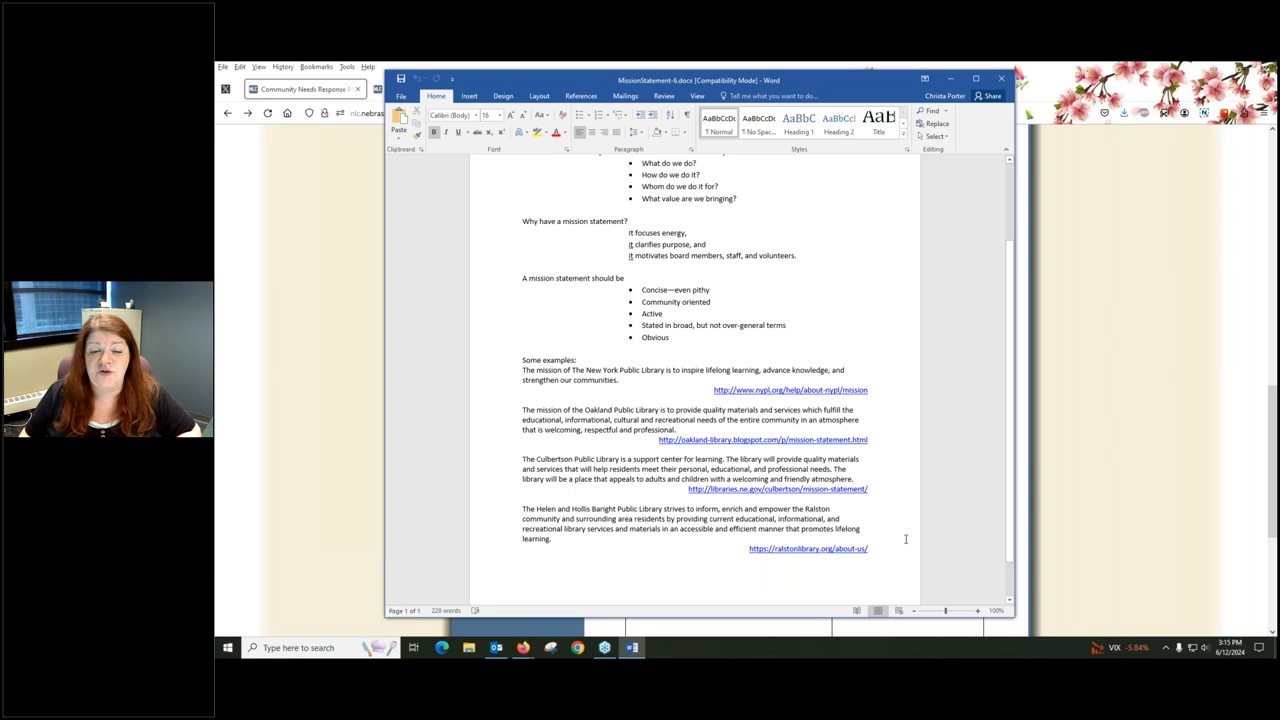 File Edit View History Bookmarks Tools Help
Community Needs Response P
nlc.nebras
MissionStatement-6.docx [Compatibility Mode] - Word
File Home Insert Design Layout References Mailings Review View Tell me what you want to do... Christa Porter Share
Paste
Calibri (Body) 16
AaBbCcDc AaBbCcDc AaBbC AaBbCcI AaB
¶ Normal ¶ No Spac... Heading 1 Heading 2 Title
Find
Replace
Select
Clipboard Font Paragraph Styles Editing
What do we do?
How do we do it?
Whom do we do it for?
What value are we bringing?
Why have a mission statement?
It focuses energy,
it clarifies purpose, and
it motivates board members, staff, and volunteers.
A mission statement should be
Concise—even pithy
Community oriented
Active
Stated in broad, but not over-general terms
Obvious
Some examples:
The mission of The New York Public Library is to inspire lifelong learning, advance knowledge, and
strengthen our communities.
http://www.nypl.org/help/about-nypl/mission
The mission of the Oakland Public Library is to provide quality materials and services which fulfill the
educational, informational, cultural and recreational needs of the entire community in an atmosphere
that is welcoming, respectful and professional.
http://oakland-library.blogspot.com/p/mission-statement.html
The Culbertson Public Library is a support center for learning. The library will provide quality materials
and services that will help residents meet their personal, educational, and professional needs. The
library will be a place that appeals to adults and children with a welcoming and friendly atmosphere.
http://libraries.ne.gov/culbertson/mission-statement/
The Helen and Hollis Baright Public Library strives to inform, enrich and empower the Ralston
community and surrounding area residents by providing current educational, informational, and
recreational library services and materials in an accessible and efficient manner that promotes lifelong
learning.
https://ralstonlibrary.org/about-us/
Page 1 of 1 228 words 100%
Type here to search
VIX -5.84%
3:15 PM
6/12/2024